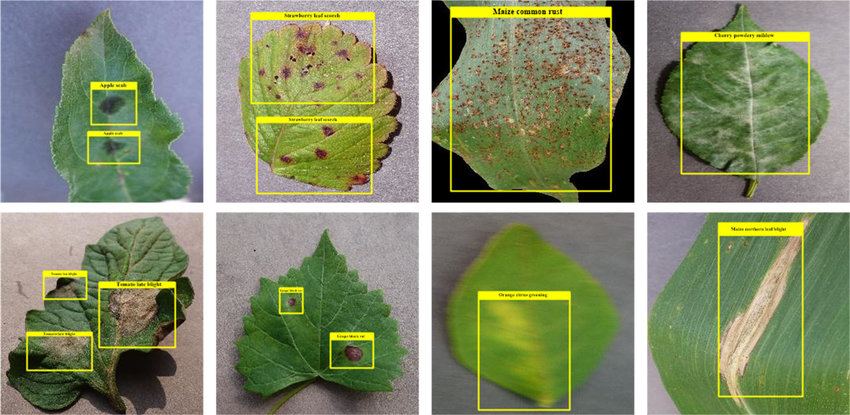 Apple scab
Apple scab
Strawberry leaf scorch
Strawberry leaf scorch
Maize common rust
Cherry powdery mildew
Tomato late blight
Tomato late blight
Tomato late blight
Grape black rot
Grape black rot
Orange citrus greening
Maize northern leaf blight